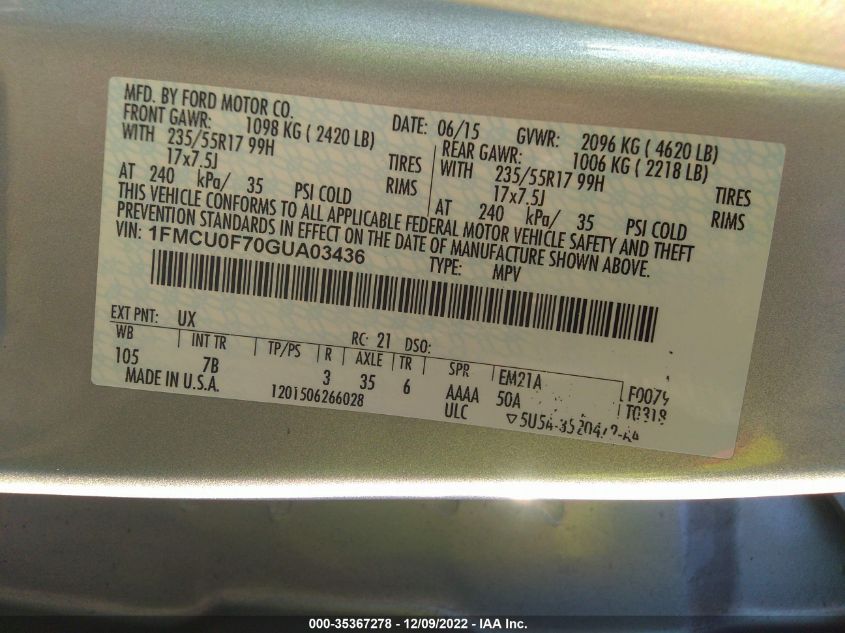 MFD. BY FORD MOTOR CO.
DATE: 06/15 GVWR: 2096 KG ( 4620 LB)
FRONT GAWR: 1098 KG ( 2420 LB)
WITH 235/55R17 99H TIRES
17x7.5J RIMS
AT 240 kPa/ 35 PSI COLD
REAR GAWR: 1006 KG ( 2218 LB)
WITH 235/55R17 99H TIRES
17x7.5J RIMS
AT 240 kPa/ 35 PSI COLD
THIS VEHICLE CONFORMS TO ALL APPLICABLE FEDERAL MOTOR VEHICLE SAFETY AND THEFT
PREVENTION STANDARDS IN EFFECT ON THE DATE OF MANUFACTURE SHOWN ABOVE.
VIN: 1FMCU0F70GUA03436
TYPE: MPV
EXT PNT: UX RC: 21 DSO:
WB INT TR TP/PS R AXLE TR SPR EM21A F0079
105 7B 3 35 6 AAAA 50A T0318
MADE IN U.S.A. 1201506266028 ULC
000-35367278 - 12/09/2022 - IAA Inc.